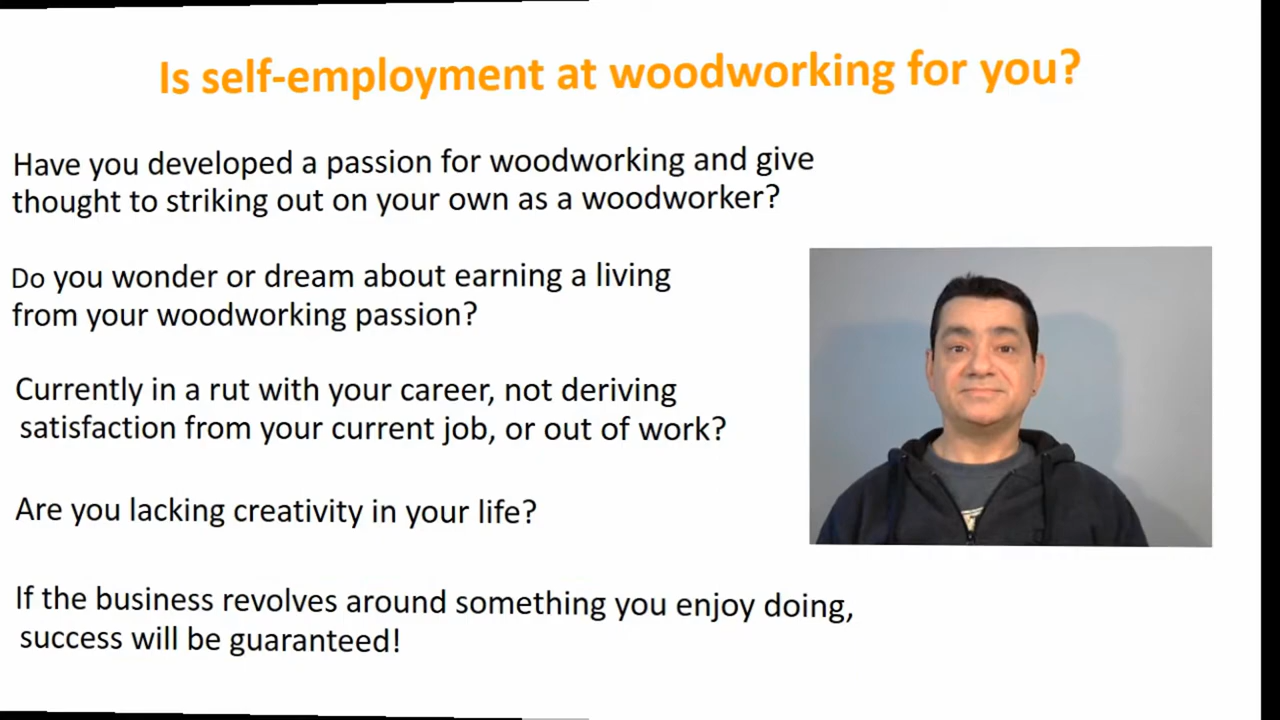 Is self-employment at woodworking for you?
Have you developed a passion for woodworking and give
thought to striking out on your own as a woodworker?
Do you wonder or dream about earning a living
from your woodworking passion?
Currently in a rut with your career, not deriving
satisfaction from your current job, or out of work?
Are you lacking creativity in your life?
If the business revolves around something you enjoy doing,
success will be guaranteed!